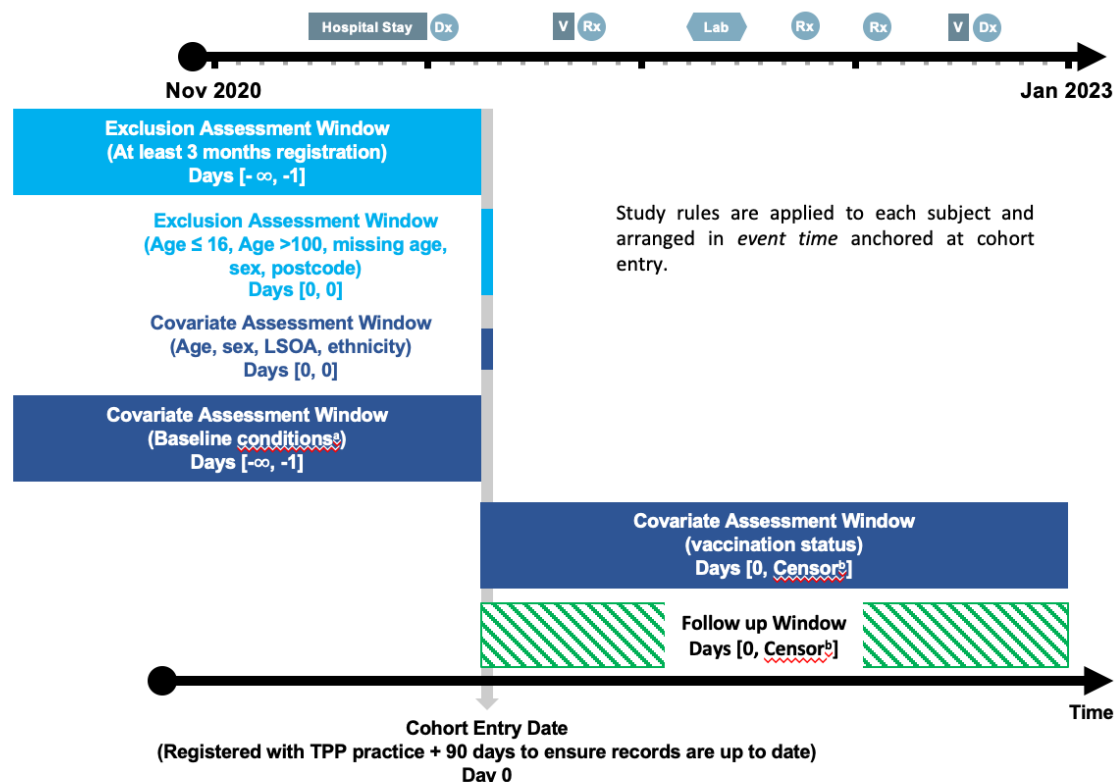 Hospital Stay Dx V Rx Lab Rx Rx V Dx
Nov 2020 Jan 2023
Exclusion Assessment Window
(At least 3 months registration)
Days [- ∞, -1]
Exclusion Assessment Window
(Age ≤ 16, Age >100, missing age,
sex, postcode)
Days [0, 0]
Study rules are applied to each subject and
arranged in event time anchored at cohort
entry.
Covariate Assessment Window
(Age, sex, LSOA, ethnicity)
Days [0, 0]
Covariate Assessment Window
(Baseline conditionsª)
Days [-∞, -1]
Covariate Assessment Window
(vaccination status)
Days [0, Censorᵇ]
Follow up Window
Days [0, Censorᵇ]
Time
Cohort Entry Date
(Registered with TPP practice + 90 days to ensure records are up to date)
Day 0